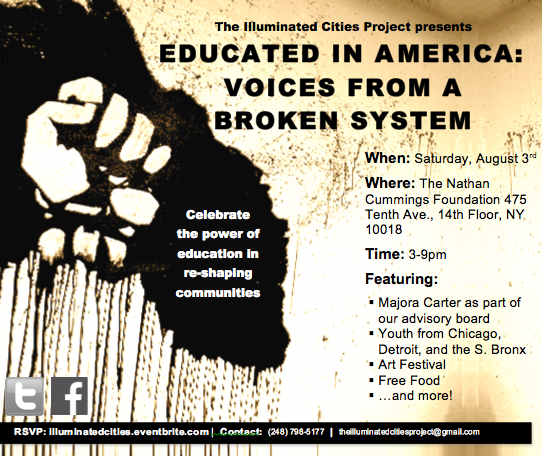 The Illuminated Cities Project presents
EDUCATED IN AMERICA:
VOICES FROM A
BROKEN SYSTEM
Celebrate
the power of
education in
re-shaping
communities
When: Saturday, August 3rd
Where: The Nathan
Cummings Foundation 475
Tenth Ave., 14th Floor, NY
10018
Time: 3-9pm
Featuring:
▪ Majora Carter as part of
our advisory board
▪ Youth from Chicago,
Detroit, and the S. Bronx
▪ Art Festival
▪ Free Food
▪ …and more!
RSVP: illuminatedcities.eventbrite.com | Contact: (248) 798-5177 | theilluminatedcitiesproject@gmail.com